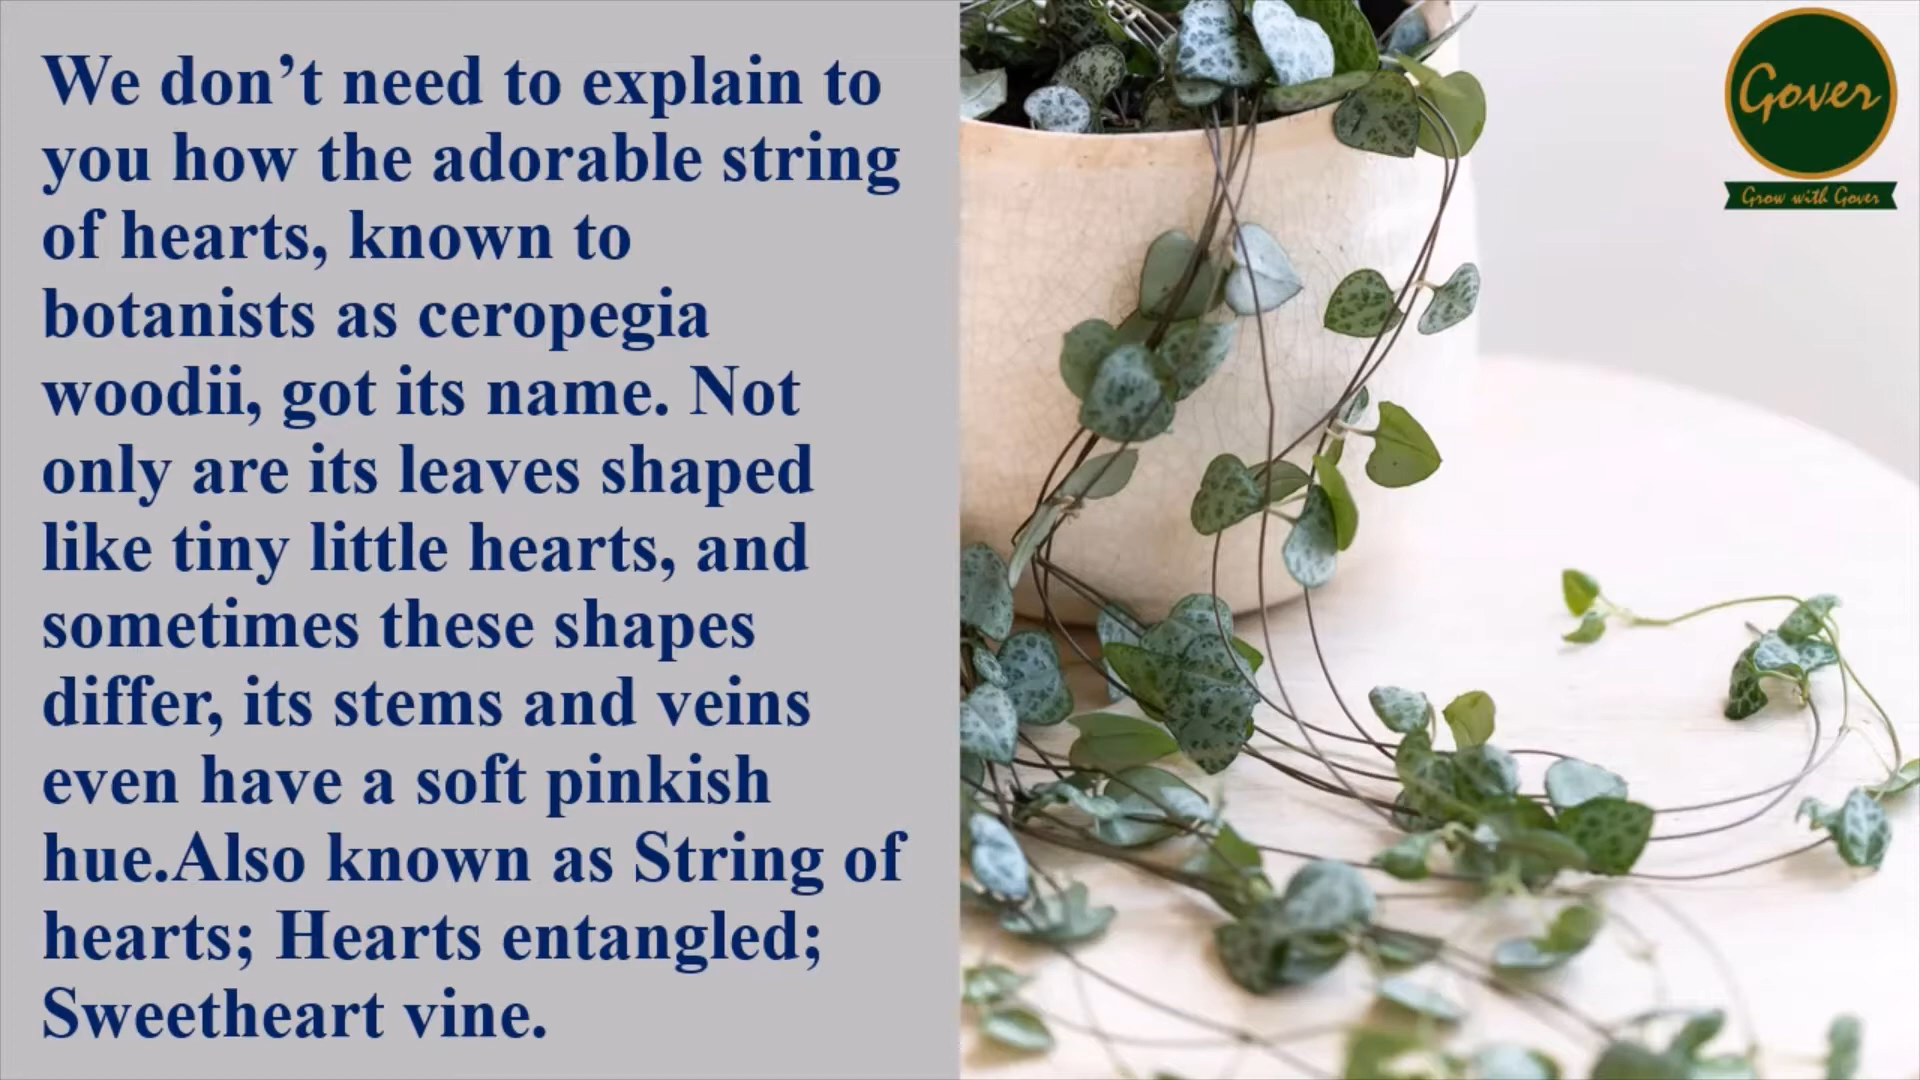 We don’t need to explain to
you how the adorable string
of hearts, known to
botanists as ceropegia
woodii, got its name. Not
only are its leaves shaped
like tiny little hearts, and
sometimes these shapes
differ, its stems and veins
even have a soft pinkish
hue.Also known as String of
hearts; Hearts entangled;
Sweetheart vine.
Gover
Grow with Gover